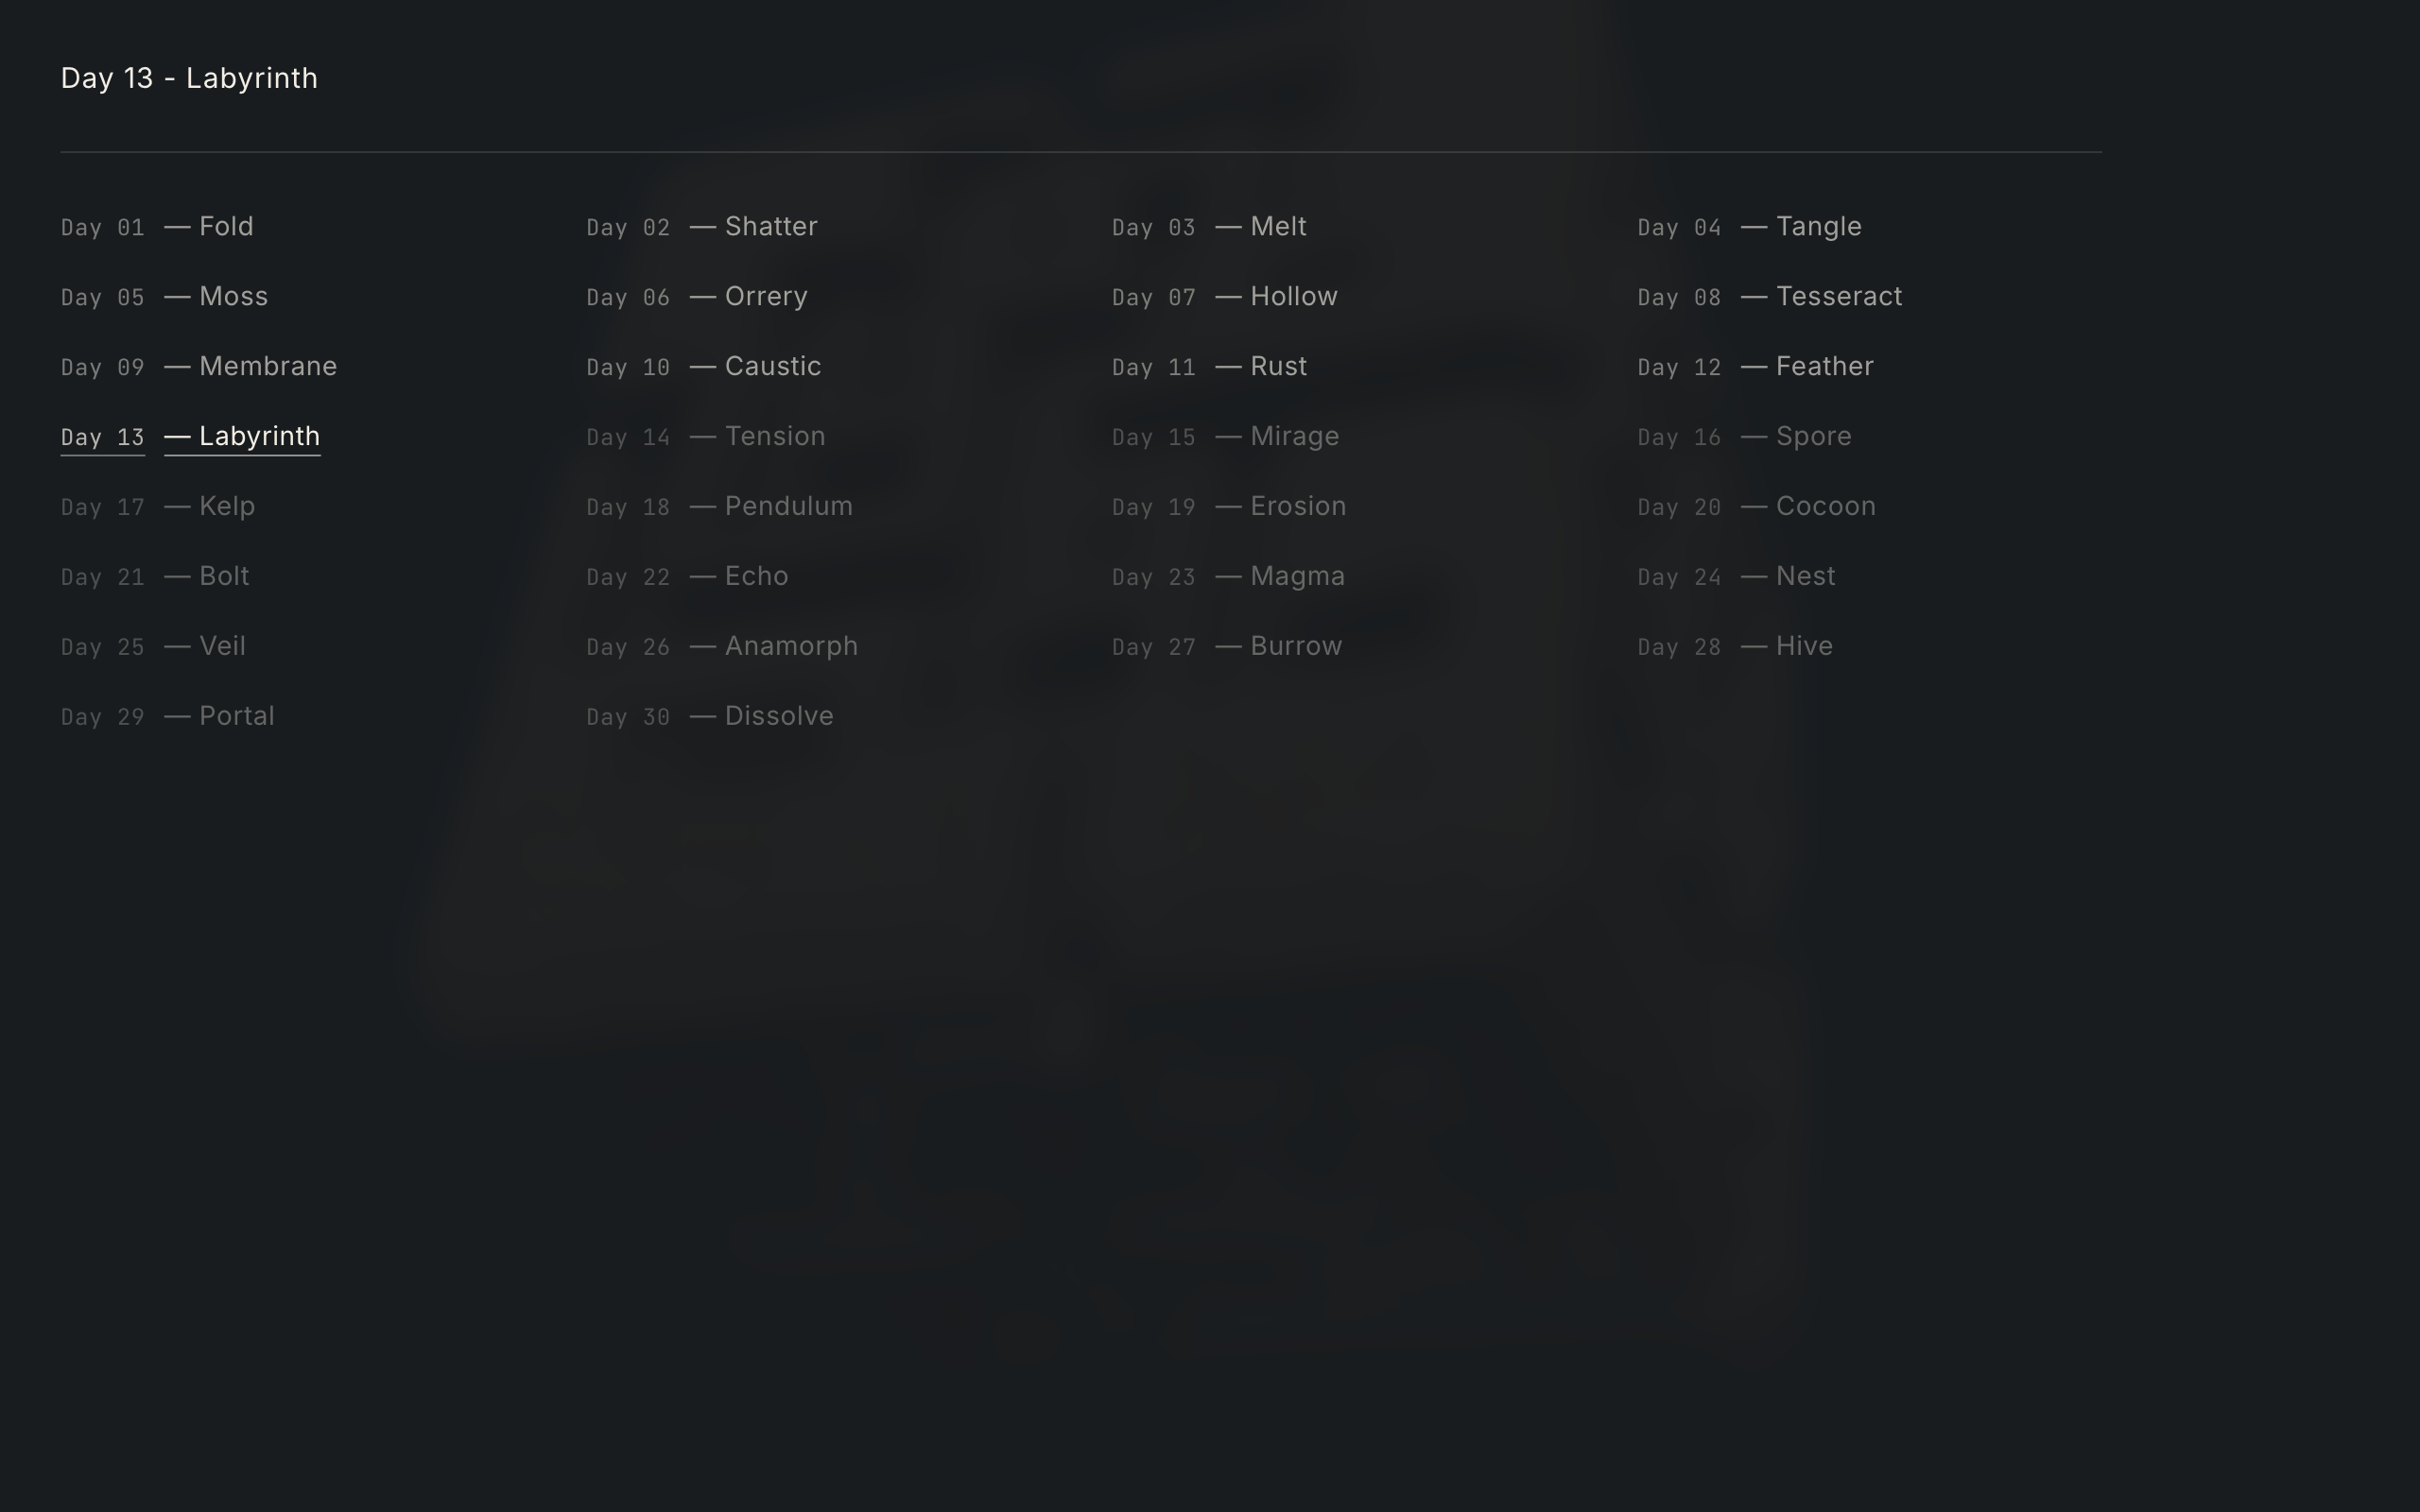 Day 13 - Labyrinth
Day 01 — Fold
Day 02 — Shatter
Day 03 — Melt
Day 04 — Tangle
Day 05 — Moss
Day 06 — Orrery
Day 07 — Hollow
Day 08 — Tesseract
Day 09 — Membrane
Day 10 — Caustic
Day 11 — Rust
Day 12 — Feather
Day 13 — Labyrinth
Day 14 — Tension
Day 15 — Mirage
Day 16 — Spore
Day 17 — Kelp
Day 18 — Pendulum
Day 19 — Erosion
Day 20 — Cocoon
Day 21 — Bolt
Day 22 — Echo
Day 23 — Magma
Day 24 — Nest
Day 25 — Veil
Day 26 — Anamorph
Day 27 — Burrow
Day 28 — Hive
Day 29 — Portal
Day 30 — Dissolve